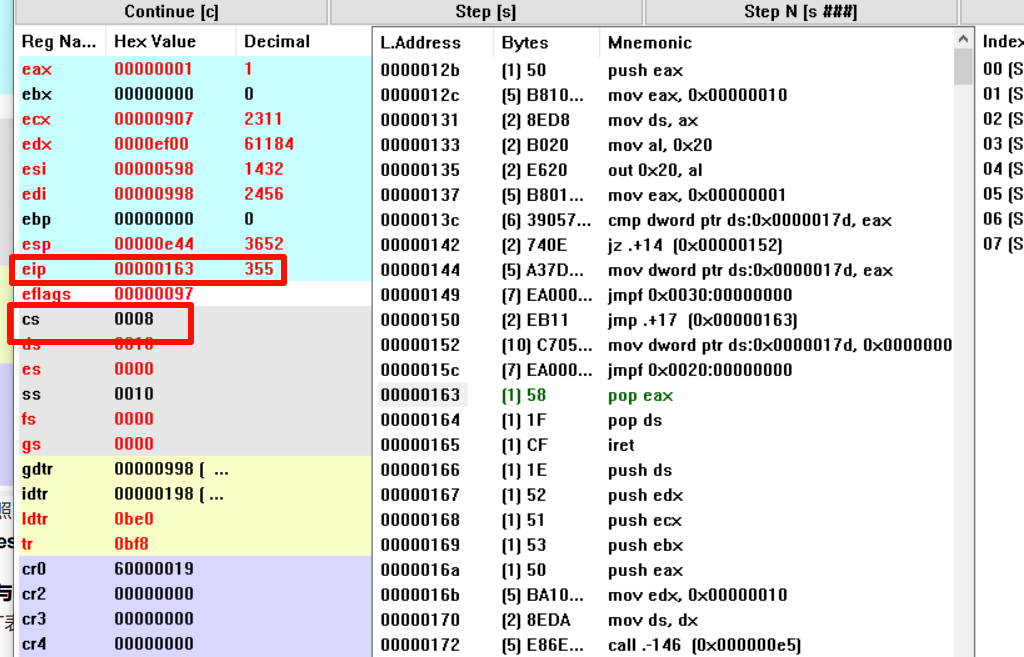 Continue [c] Step [s] Step N [s ###]
Reg Na... Hex Value Decimal L.Address Bytes Mnemonic Index
eax 00000001 1 0000012b (1) 50 push eax 00 (S
ebx 00000000 0 0000012c (5) B810... mov eax, 0x00000010 01 (S
ecx 00000907 2311 00000131 (2) 8ED8 mov ds, ax 02 (S
edx 0000ef00 61184 00000133 (2) B020 mov al, 0x20 03 (S
esi 00000598 1432 00000135 (2) E620 out 0x20, al 04 (S
edi 00000998 2456 00000137 (5) B801... mov eax, 0x00000001 05 (S
ebp 00000000 0 0000013c (6) 39057... cmp dword ptr ds:0x0000017d, eax 06 (S
esp 00000e44 3652 00000142 (2) 740E jz .+14 (0x00000152) 07 (S
eip 00000163 355 00000144 (5) A37D... mov dword ptr ds:0x0000017d, eax
eflags 00000097 00000149 (7) EA000... jmpf 0x0030:00000000
cs 0008 00000150 (2) EB11 jmp .+17 (0x00000163)
ds 0010 00000152 (10) C705... mov dword ptr ds:0x0000017d, 0x0000000
es 0000 0000015c (7) EA000... jmpf 0x0020:00000000
ss 0010 00000163 (1) 58 pop eax
fs 0000 00000164 (1) 1F pop ds
gs 0000 00000165 (1) CF iret
gdtr 00000998 ( ... 00000166 (1) 1E push ds
idtr 00000198 ( ... 00000167 (1) 52 push edx
ldtr 0be0 00000168 (1) 51 push ecx
tr 0bf8 00000169 (1) 53 push ebx
cr0 60000019 0000016a (1) 50 push eax
cr2 00000000 0000016b (5) BA10... mov edx, 0x00000010
cr3 00000000 00000170 (2) 8EDA mov ds, dx
cr4 00000000 00000172 (5) E86E... call .-146 (0x000000e5)